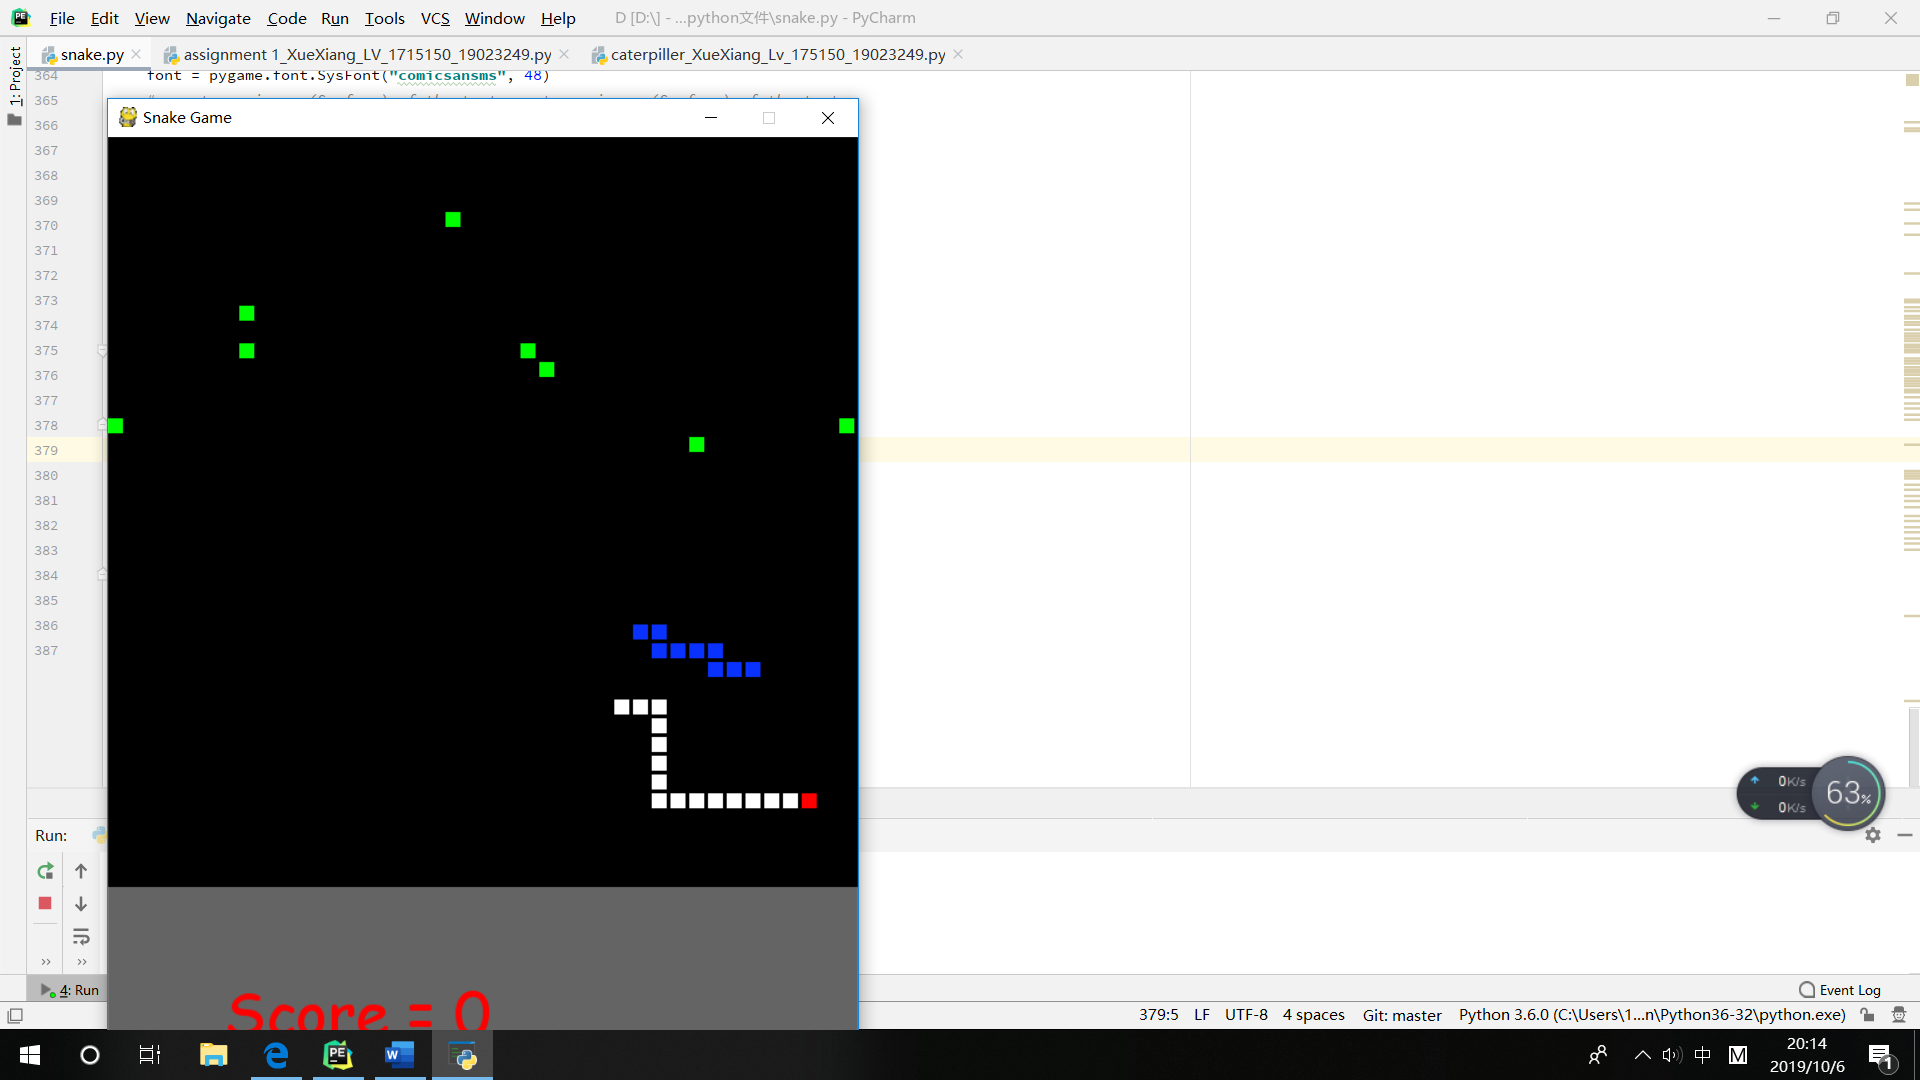 File Edit View Navigate Code Run Tools VCS Window Help D [D:\] - ...python文件\snake.py - PyCharm
snake.py assignment 1_XueXiang_LV_1715150_19023249.py caterpiller_XueXiang_Lv_175150_19023249.py
1: Project
364 font = pygame.font.SysFont("comicsansms", 48)
365
366
367
368
369
370
371
372
373
374
375
376
377
378
379
380
381
382
383
384
385
386
387
Snake Game
Score = 0
0K/s
0K/s
63%
Run:
4: Run
Event Log
379:5 LF UTF-8 4 spaces Git: master Python 3.6.0 (C:\Users\1...n\Python36-32\python.exe)
中 M 20:14
2019/10/6
1